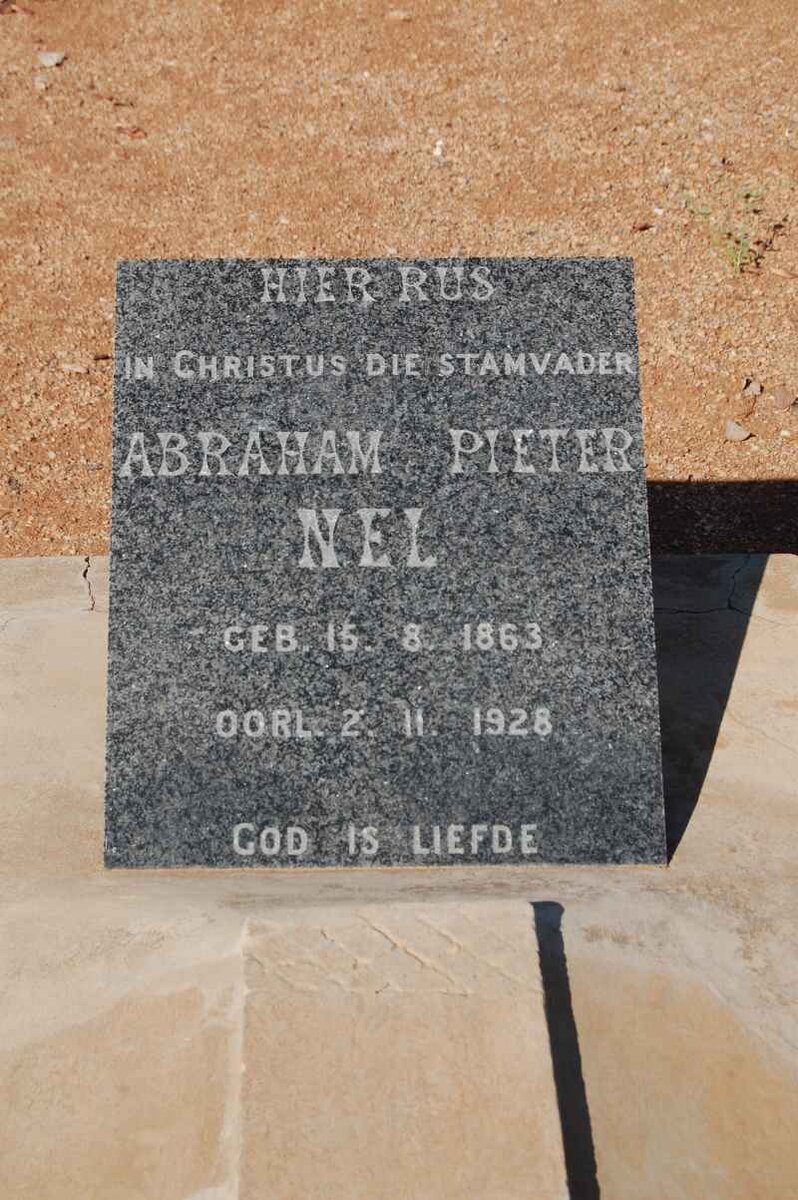 HIER RUS
IN CHRISTUS DIE STAMVADER
ABRAHAM PIETER
NEL
GEB. 15. 8. 1863.
OORL. 2. 11. 1928
GOD IS LIEFDE